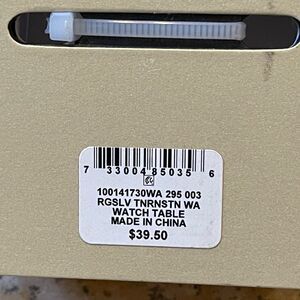 7 33004 85035 6
100141730WA 295 003
RGSLV TNRNSTN WA
WATCH TABLE
MADE IN CHINA
$39.50